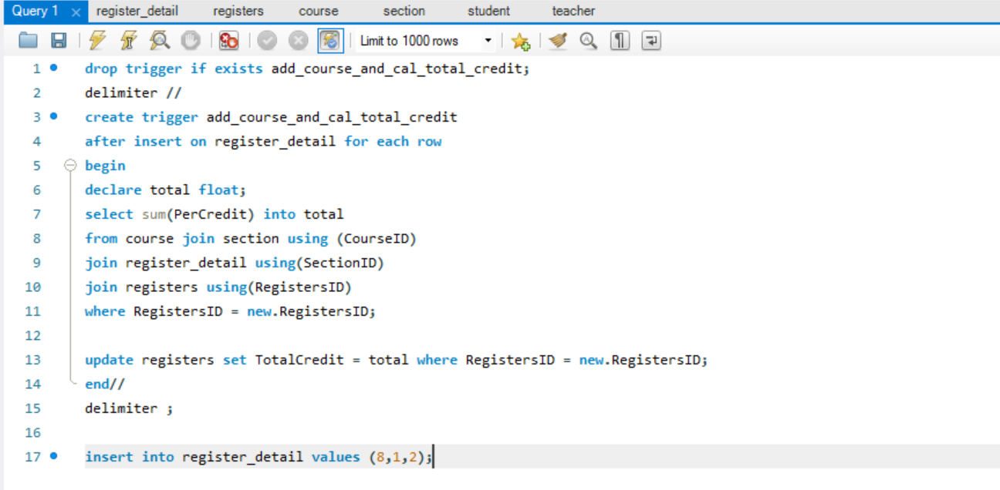 Query 1 × register_detail registers course section student teacher
Limit to 1000 rows
1 drop trigger if exists add_course_and_cal_total_credit;
2 delimiter //
3 create trigger add_course_and_cal_total_credit
4 after insert on register_detail for each row
5 begin
6 declare total float;
7 select sum(PerCredit) into total
8 from course join section using (CourseID)
9 join register_detail using(SectionID)
10 join registers using(RegistersID)
11 where RegistersID = new.RegistersID;
12
13 update registers set TotalCredit = total where RegistersID = new.RegistersID;
14 end//
15 delimiter ;
16
17 insert into register_detail values (8,1,2);